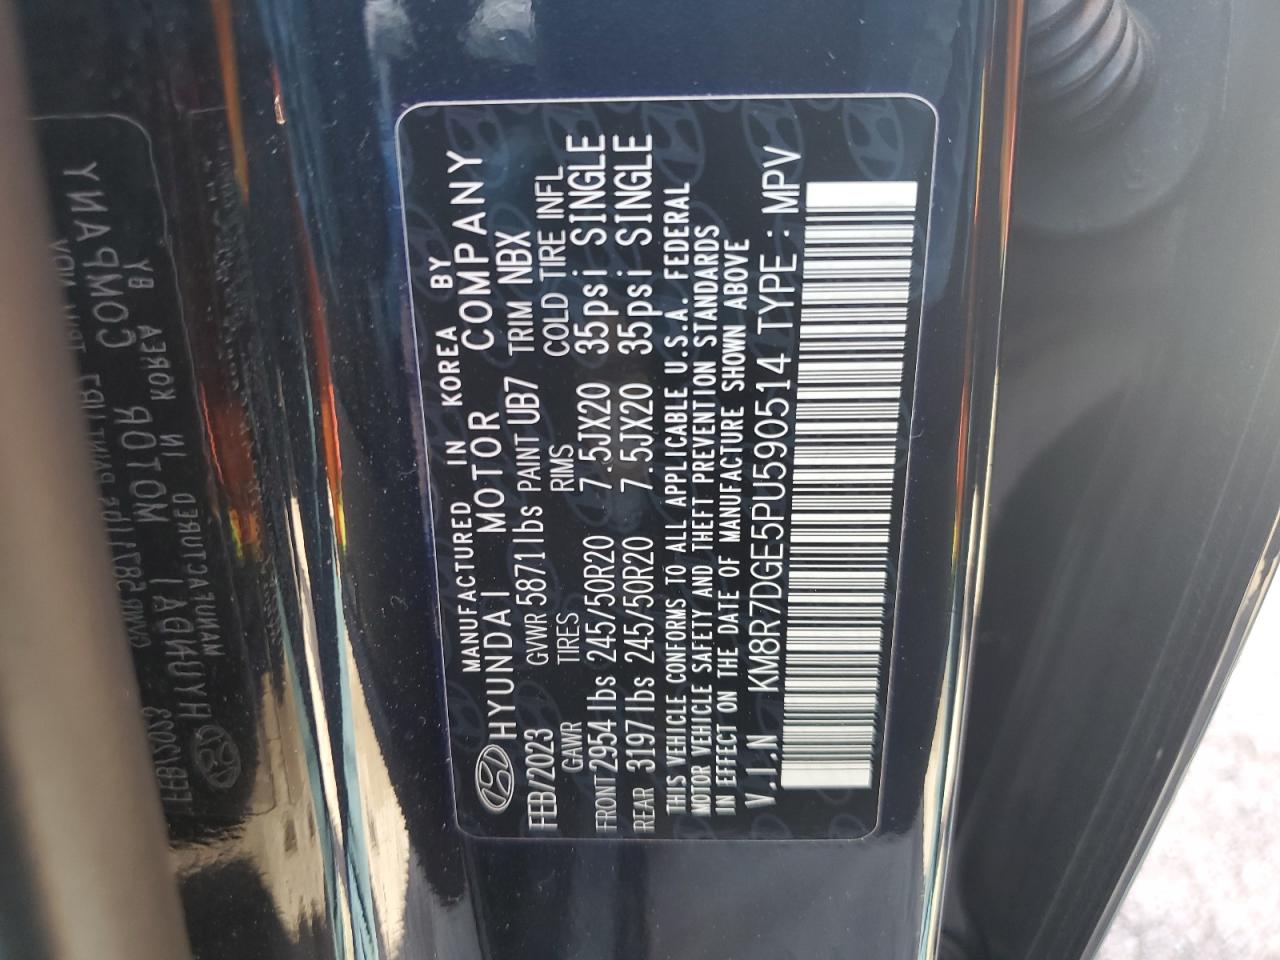 MANUFACTURED IN KOREA BY
HYUNDAI MOTOR COMPANY
FEB/2023 GVWR 5871lbs PAINT UB7 TRIM NBX
GAWR TIRES RIMS COLD TIRE INFL
FRONT 2954lbs 245/50R20 7.5JX20 35psi SINGLE
REAR 3197lbs 245/50R20 7.5JX20 35psi SINGLE
THIS VEHICLE CONFORMS TO ALL APPLICABLE U.S.A. FEDERAL
MOTOR VEHICLE SAFETY AND THEFT PREVENTION STANDARDS
IN EFFECT ON THE DATE OF MANUFACTURE SHOWN ABOVE
V.I.N KM8R7DGE5PU590514 TYPE : MPV